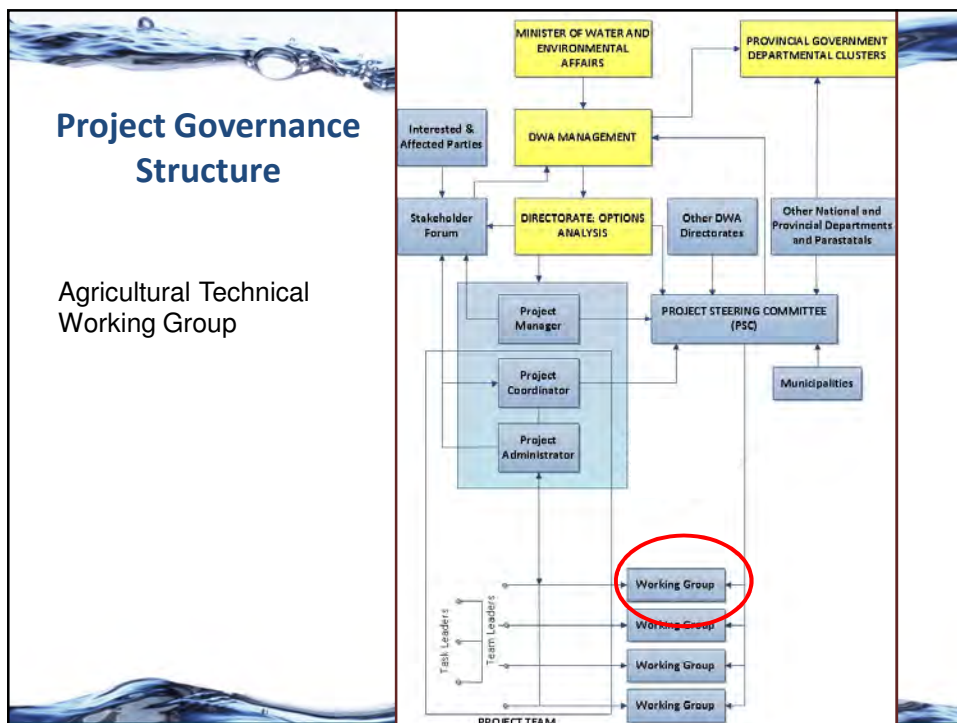 Project Governance
Structure
Agricultural Technical
Working Group
MINISTER OF WATER AND
ENVIRONMENTAL
AFFAIRS
PROVINCIAL GOVERNMENT
DEPARTMENTAL CLUSTERS
Interested &
Affected Parties
DWA MANAGEMENT
Stakeholder
Forum
DIRECTORATE: OPTIONS
ANALYSIS
Other DWA
Directorates
Other National and
Provincial Departments
and Parastatals
Project
Manager
PROJECT STEERING COMMITTEE
(PSC)
Project
Coordinator
Municipalities
Project
Administrator
Task Leaders
Team Leaders
Working Group
Working Group
Working Group
Working Group
PROJECT TEAM